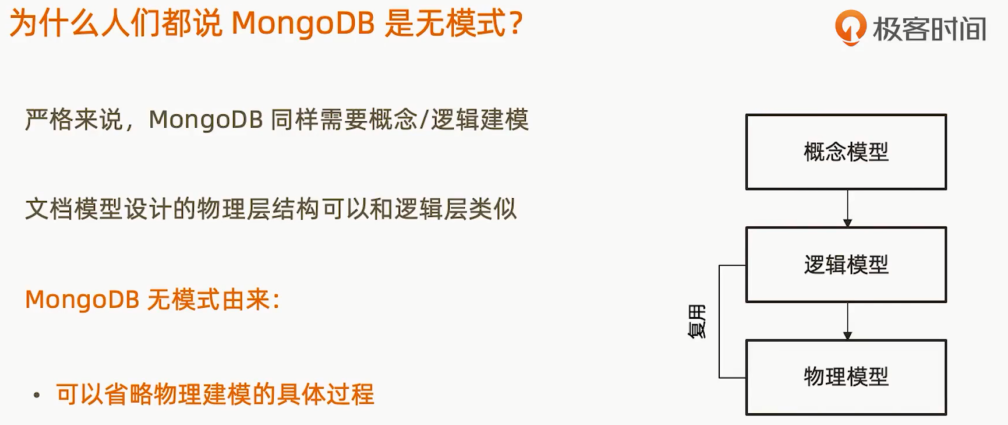 为什么人们都说 MongoDB 是无模式？
极客时间
严格来说，MongoDB 同样需要概念/逻辑建模
文档模型设计的物理层结构可以和逻辑层类似
MongoDB 无模式由来：
• 可以省略物理建模的具体过程
概念模型
逻辑模型
复用
物理模型